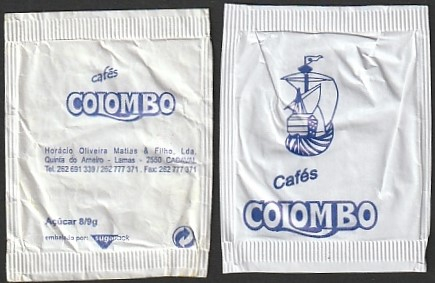 cafés
COLOMBO
Horácio Oliveira Matias & Filho, Lda.
Quinta do Arneiro - Lamas - 2550 CADAVAL
Tel. 262 691 339 / 262 777 371, Fax: 262 777 371
Açúcar 8/9g
embalado por: sugarpack
Cafés
COLOMBO